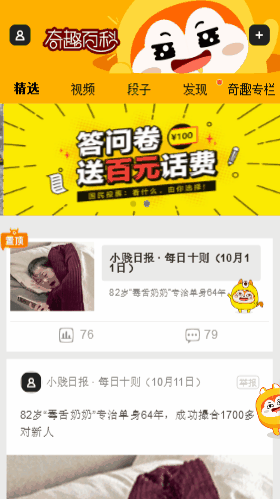 奇趣百科
精选 视频 段子 发现 奇趣专栏
答问卷 ¥100
送百元话费
国民投票：看什么，由你选择！
置顶
小贱日报 · 每日十则（10月1
1日）
82岁“毒舌奶奶”专治单身64年，
76 79
小贱日报 · 每日十则（10月11日）
举报
82岁“毒舌奶奶”专治单身64年，成功撮合1700多
对新人